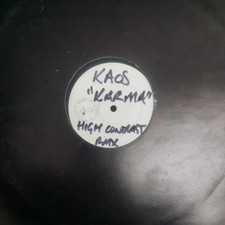 KAOS
"KARMA"
HIGH CONTRAST
RMX